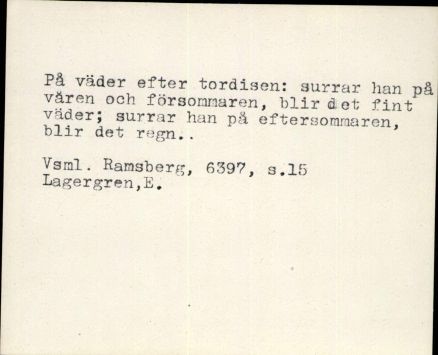 På väder efter tordisen: surrar han på
våren och försommaren, blir det fint
väder; surrar han på eftersommaren,
blir det regn..
Vsml. Ramsberg, 6397, s.15
Lagergren,E.